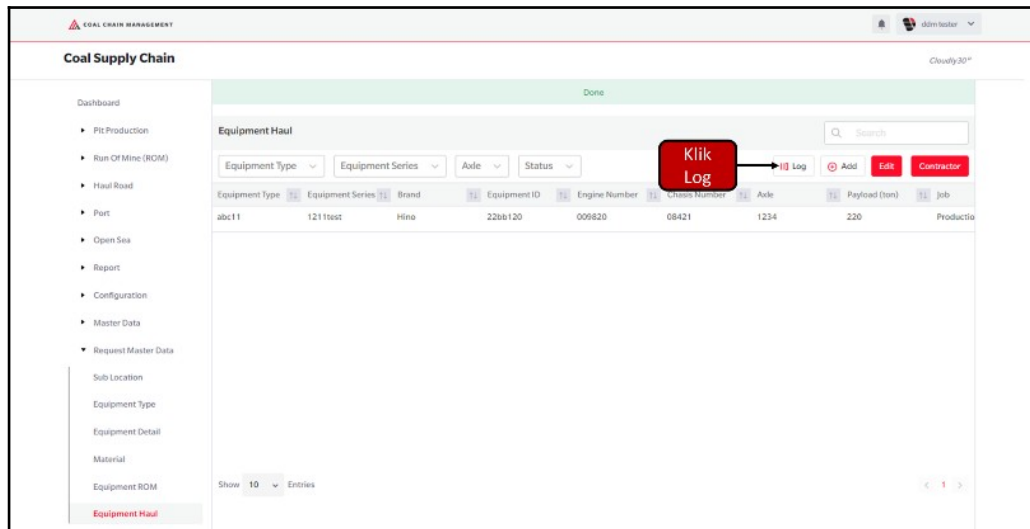 COAL CHAIN MANAGEMENT
ddm tester
Coal Supply Chain
Cloudiy30°
Done
Dashboard
Pit Production
Run Of Mine (ROM)
Haul Road
Port
Open Sea
Report
Configuration
Master Data
Request Master Data
Sub Location
Equipment Type
Equipment Detail
Material
Equipment ROM
Equipment Haul
Equipment Haul
Search
Equipment Type Equipment Series Axle Status
Klik
Log
Log Add Edit Contractor
Equipment Type Equipment Series Brand Equipment ID Engine Number Chasis Number Axle Payload (ton) Job
abc11 1211test Hino 22bb120 009820 08421 1234 220 Productio
Show 10 Entries
1